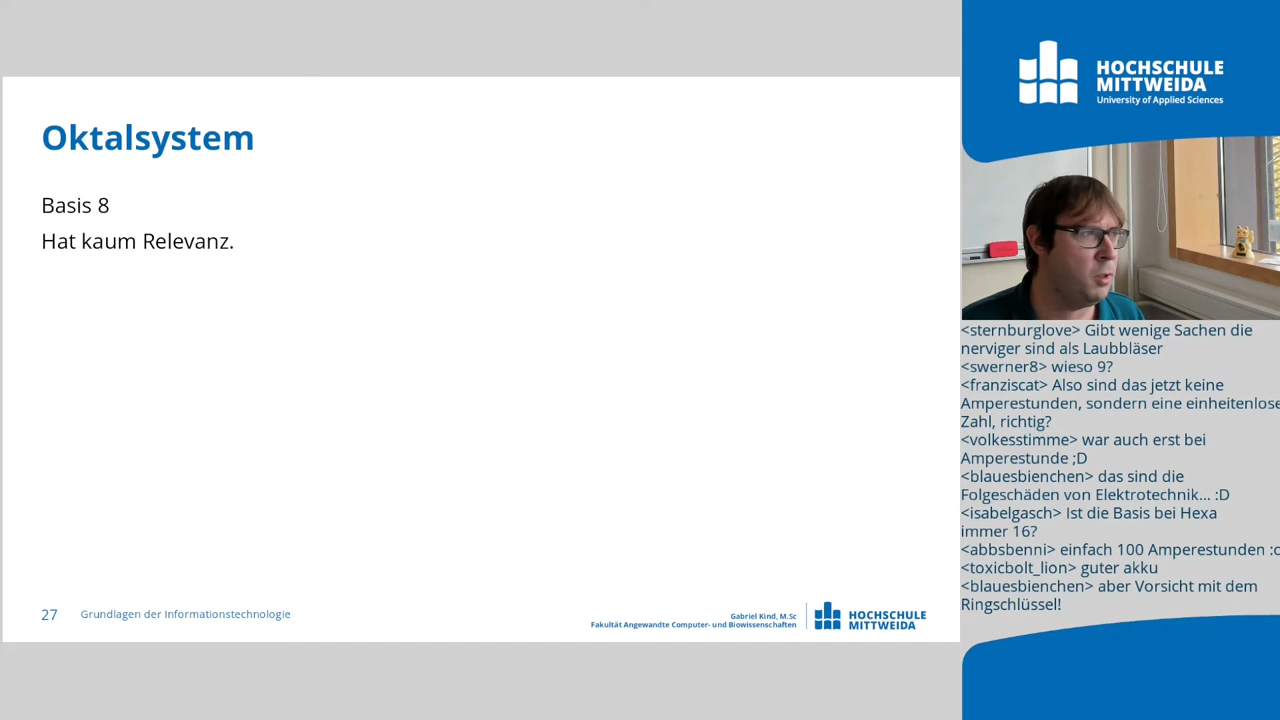 Oktalsystem
Basis 8
Hat kaum Relevanz.
27
Grundlagen der Informationstechnologie
Gabriel Kind, M.Sc
Fakultät Angewandte Computer- und Biowissenschaften
HOCHSCHULE
MITTWEIDA
HOCHSCHULE
MITTWEIDA
University of Applied Sciences
<sternburglove> Gibt wenige Sachen die
nerviger sind als Laubbläser
<swerner8> wieso 9?
<franziscat> Also sind das jetzt keine
Amperestunden, sondern eine einheitenlose
Zahl, richtig?
<volkesstimme> war auch erst bei
Amperestunde ;D
<blauesbienchen> das sind die
Folgeschäden von Elektrotechnik... :D
<isabelgasch> Ist die Basis bei Hexa
immer 16?
<abbsbenni> einfach 100 Amperestunden
<toxicbolt_lion> guter akku
<blauesbienchen> aber Vorsicht mit dem
Ringschlüssel!